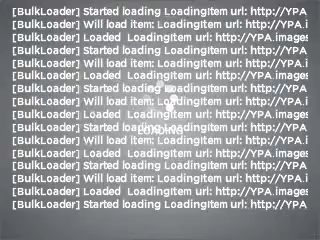 [BulkLoader] Started loading LoadingItem url: http://YPA
[BulkLoader] Will load item: LoadingItem url: http://YPA.i
[BulkLoader] Loaded LoadingItem url: http://YPA.images
[BulkLoader] Started loading LoadingItem url: http://YPA
[BulkLoader] Will load item: LoadingItem url: http://YPA.i
[BulkLoader] Loaded LoadingItem url: http://YPA.images
[BulkLoader] Started loading LoadingItem url: http://YPA
[BulkLoader] Will load item: LoadingItem url: http://YPA.i
[BulkLoader] Loaded LoadingItem url: http://YPA.images
[BulkLoader] Started loading LoadingItem url: http://YPA
LOADING
[BulkLoader] Will load item: LoadingItem url: http://YPA.i
[BulkLoader] Loaded LoadingItem url: http://YPA.images
[BulkLoader] Started loading LoadingItem url: http://YPA
[BulkLoader] Will load item: LoadingItem url: http://YPA.i
[BulkLoader] Loaded LoadingItem url: http://YPA.images
[BulkLoader] Started loading LoadingItem url: http://YPA